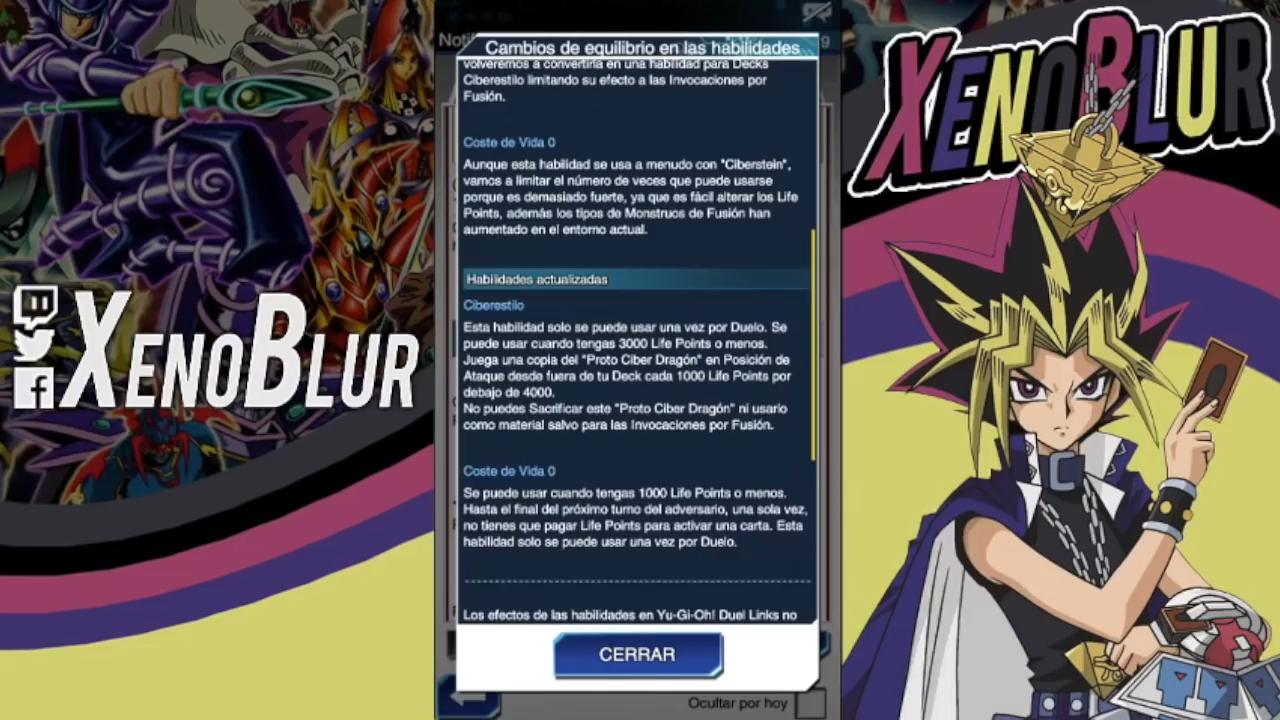 Noti
Cambios de equilibrio en las habilidades
9
volveremos a convertirla en una habilidad para Decks
Ciberestilo limitando su efecto a las Invocaciones por
Fusión.
Coste de Vida 0
Aunque esta habilidad se usa a menudo con "Ciberstein",
vamos a limitar el número de veces que puede usarse
porque es demasiado fuerte, ya que es fácil alterar los Life
Points, además los tipos de Monstruos de Fusión han
aumentado en el entorno actual.
Habilidades actualizadas
Ciberestilo
Esta habilidad solo se puede usar una vez por Duelo. Se
puede usar cuando tengas 3000 Life Points o menos.
Juega una copia del "Proto Ciber Dragón" en Posición de
Ataque desde fuera de tu Deck cada 1000 Life Points por
debajo de 4000.
No puedes Sacrificar este "Proto Ciber Dragón" ni usarlo
como material salvo para las Invocaciones por Fusión.
Coste de Vida 0
Se puede usar cuando tengas 1000 Life Points o menos.
Hasta el final del próximo turno del adversario, una sola vez,
no tienes que pagar Life Points para activar una carta. Esta
habilidad solo se puede usar una vez por Duelo.
Los efectos de las habilidades en Yu-Gi-Oh! Duel Links no
CERRAR
Ocultar por hoy
XENOBLUR
XENOBLUR